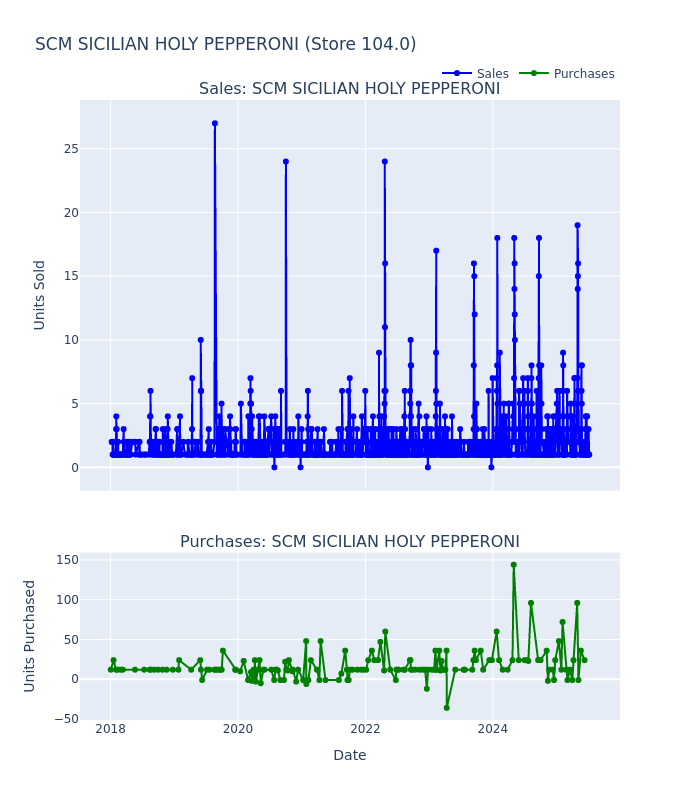 SCM SICILIAN HOLY PEPPERONI (Store 104.0)
Sales
Purchases
Sales: SCM SICILIAN HOLY PEPPERONI
25
20
15
10
5
0
Units Sold
Purchases: SCM SICILIAN HOLY PEPPERONI
150
100
50
0
−50
Units Purchased
2018
2020
2022
2024
Date